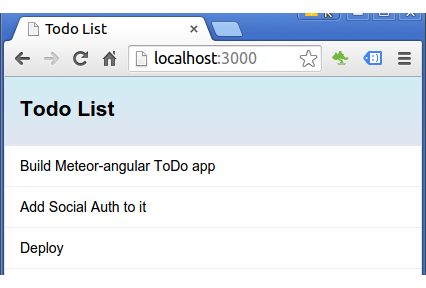 Todo List
localhost:3000
Todo List
Build Meteor-angular ToDo app
Add Social Auth to it
Deploy